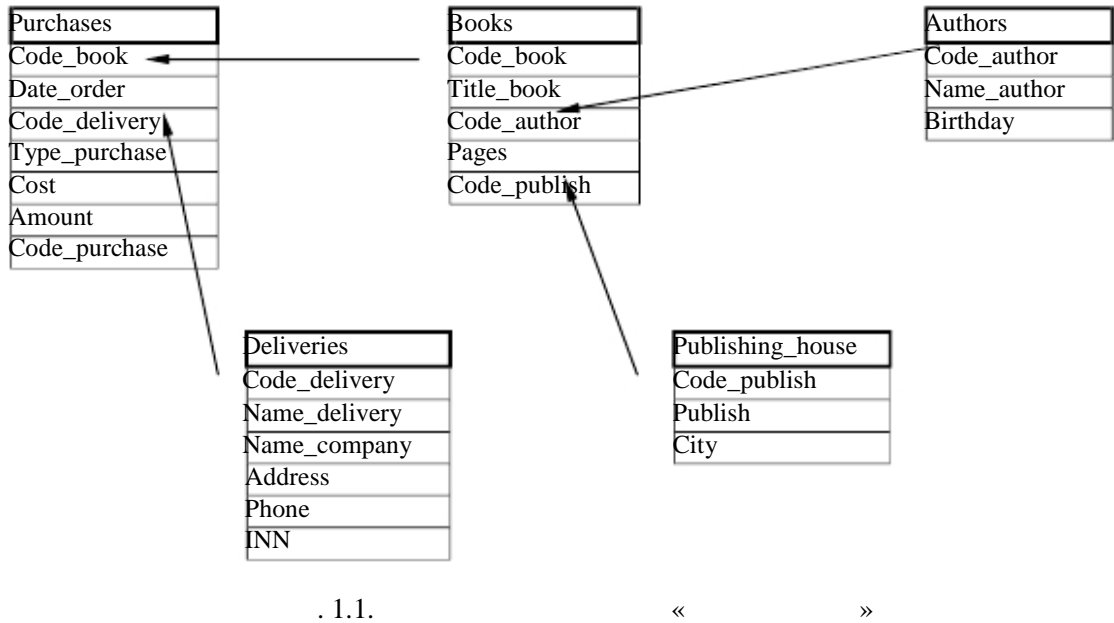 Purchases
Code_book
Date_order
Code_delivery
Type_purchase
Cost
Amount
Code_purchase
Books
Code_book
Title_book
Code_author
Pages
Code_publish
Authors
Code_author
Name_author
Birthday
Deliveries
Code_delivery
Name_delivery
Name_company
Address
Phone
INN
Publishing_house
Code_publish
Publish
City
. 1.1. « »